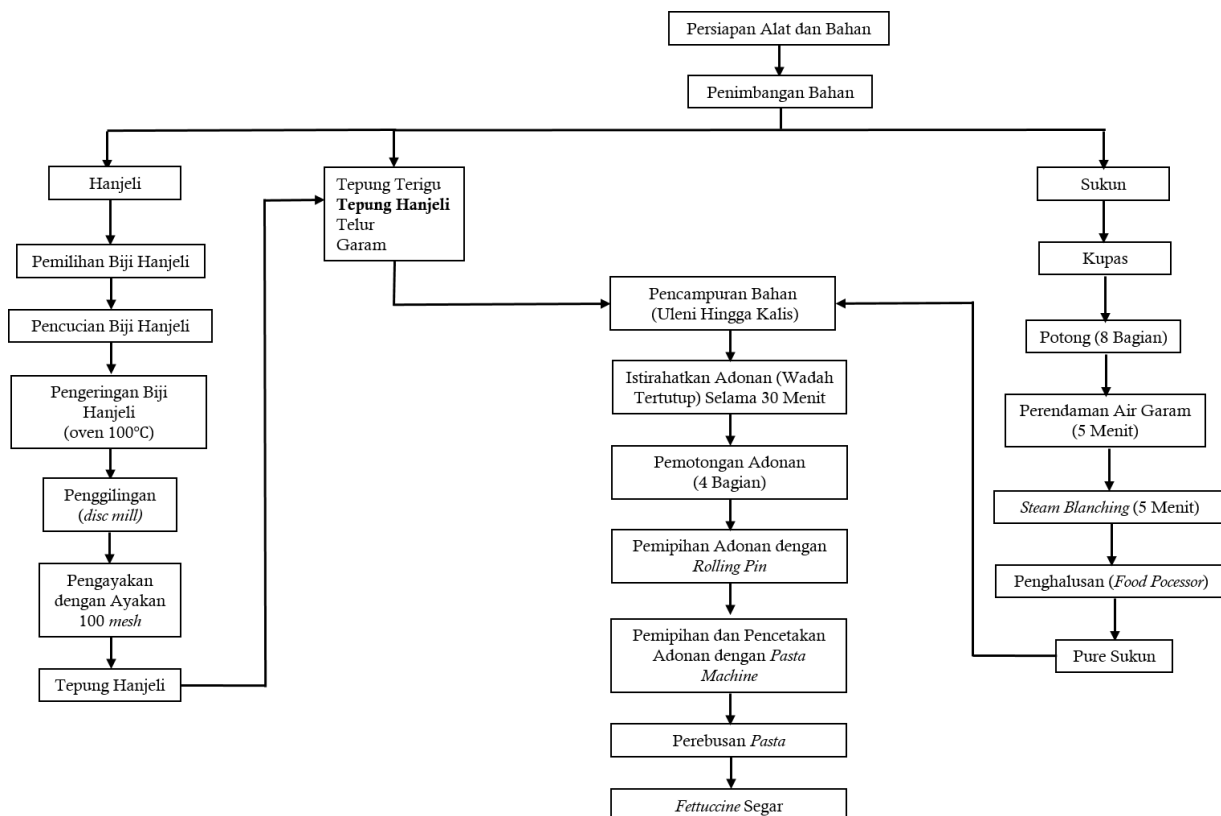 Persiapan Alat dan Bahan
Penimbangan Bahan
Hanjeli
Pemilihan Biji Hanjeli
Pencucian Biji Hanjeli
Pengeringan Biji
Hanjeli
(oven 100℃)
Penggilingan
(disc mill)
Pengayakan
dengan Ayakan
100 mesh
Tepung Hanjeli
Tepung Terigu
Tepung Hanjeli
Telur
Garam
Pencampuran Bahan
(Uleni Hingga Kalis)
Istirahatkan Adonan (Wadah
Tertutup) Selama 30 Menit
Pemotongan Adonan
(4 Bagian)
Pemipihan Adonan dengan
Rolling Pin
Pemipihan dan Pencetakan
Adonan dengan Pasta
Machine
Perebusan Pasta
Fettuccine Segar
Sukun
Kupas
Potong (8 Bagian)
Perendaman Air Garam
(5 Menit)
Steam Blanching (5 Menit)
Penghalusan (Food Pocessor)
Pure Sukun